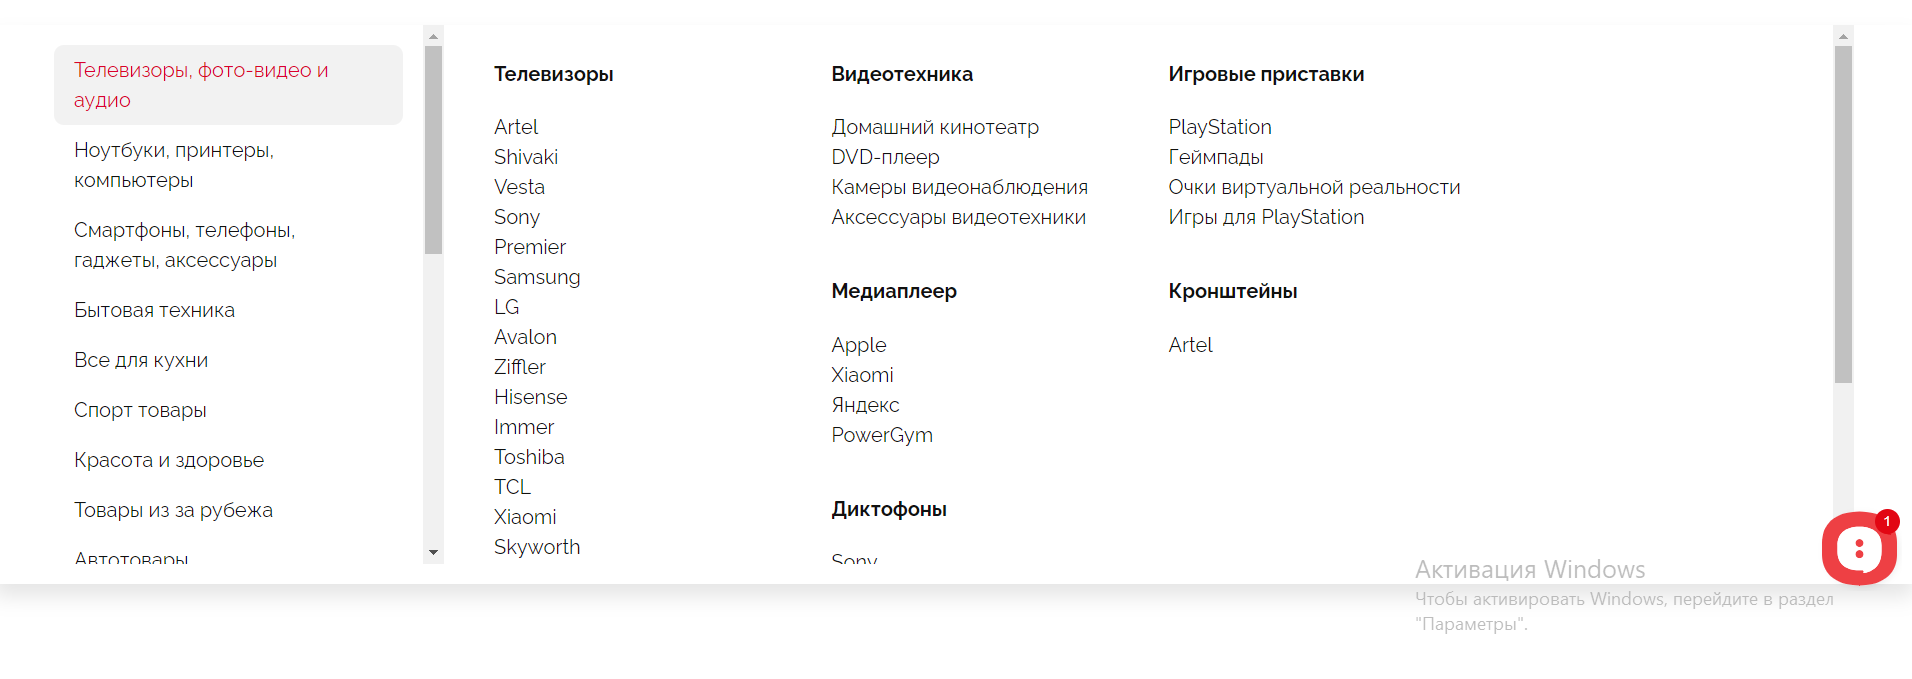 Телевизоры, фото-видео и
аудио
Ноутбуки, принтеры,
компьютеры
Смартфоны, телефоны,
гаджеты, аксессуары
Бытовая техника
Все для кухни
Спорт товары
Красота и здоровье
Товары из за рубежа
Автотовары
Телевизоры
Artel
Shivaki
Vesta
Sony
Premier
Samsung
LG
Avalon
Ziffler
Hisense
Immer
Toshiba
TCL
Xiaomi
Skyworth
Видеотехника
Домашний кинотеатр
DVD-плеер
Камеры видеонаблюдения
Аксессуары видеотехники
Медиаплеер
Apple
Xiaomi
Яндекс
PowerGym
Диктофоны
Sony
Игровые приставки
PlayStation
Геймпады
Очки виртуальной реальности
Игры для PlayStation
Кронштейны
Artel
1
Активация Windows
Чтобы активировать Windows, перейдите в раздел
"Параметры".